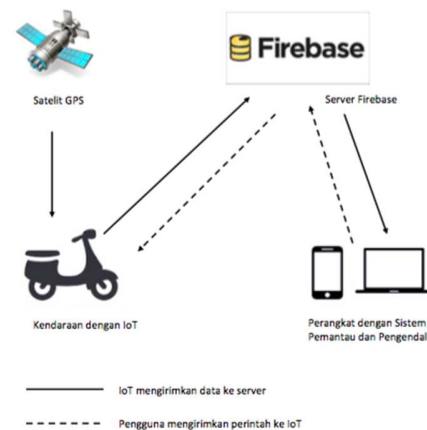 Firebase
Satelit GPS
Server Firebase
Kendaraan dengan IoT
Perangkat dengan Sistem
Pemantau dan Pengendal
IoT mengirimkan data ke server
Pengguna mengirimkan perintah ke IoT